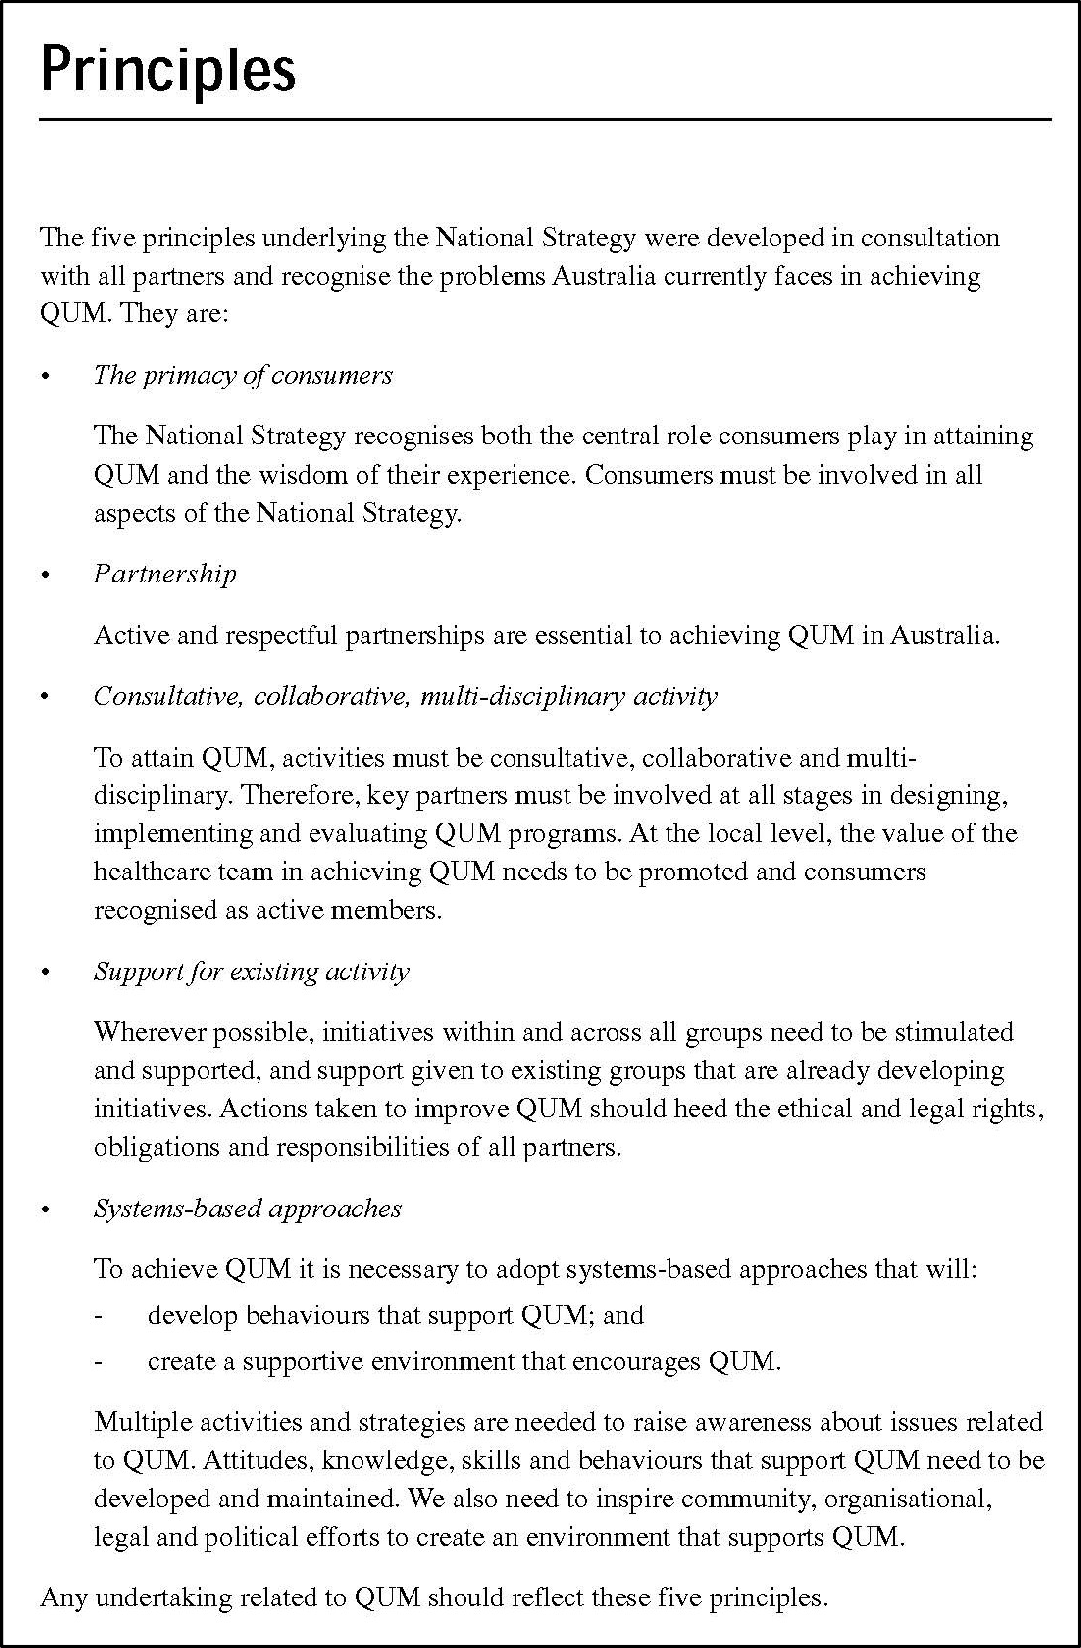 Principles
The five principles underlying the National Strategy were developed in consultation
with all partners and recognise the problems Australia currently faces in achieving
QUM. They are:
• The primacy of consumers
The National Strategy recognises both the central role consumers play in attaining
QUM and the wisdom of their experience. Consumers must be involved in all
aspects of the National Strategy.
• Partnership
Active and respectful partnerships are essential to achieving QUM in Australia.
• Consultative, collaborative, multi-disciplinary activity
To attain QUM, activities must be consultative, collaborative and multi-
disciplinary. Therefore, key partners must be involved at all stages in designing,
implementing and evaluating QUM programs. At the local level, the value of the
healthcare team in achieving QUM needs to be promoted and consumers
recognised as active members.
• Support for existing activity
Wherever possible, initiatives within and across all groups need to be stimulated
and supported, and support given to existing groups that are already developing
initiatives. Actions taken to improve QUM should heed the ethical and legal rights,
obligations and responsibilities of all partners.
• Systems-based approaches
To achieve QUM it is necessary to adopt systems-based approaches that will:
- develop behaviours that support QUM; and
- create a supportive environment that encourages QUM.
Multiple activities and strategies are needed to raise awareness about issues related
to QUM. Attitudes, knowledge, skills and behaviours that support QUM need to be
developed and maintained. We also need to inspire community, organisational,
legal and political efforts to create an environment that supports QUM.
Any undertaking related to QUM should reflect these five principles.